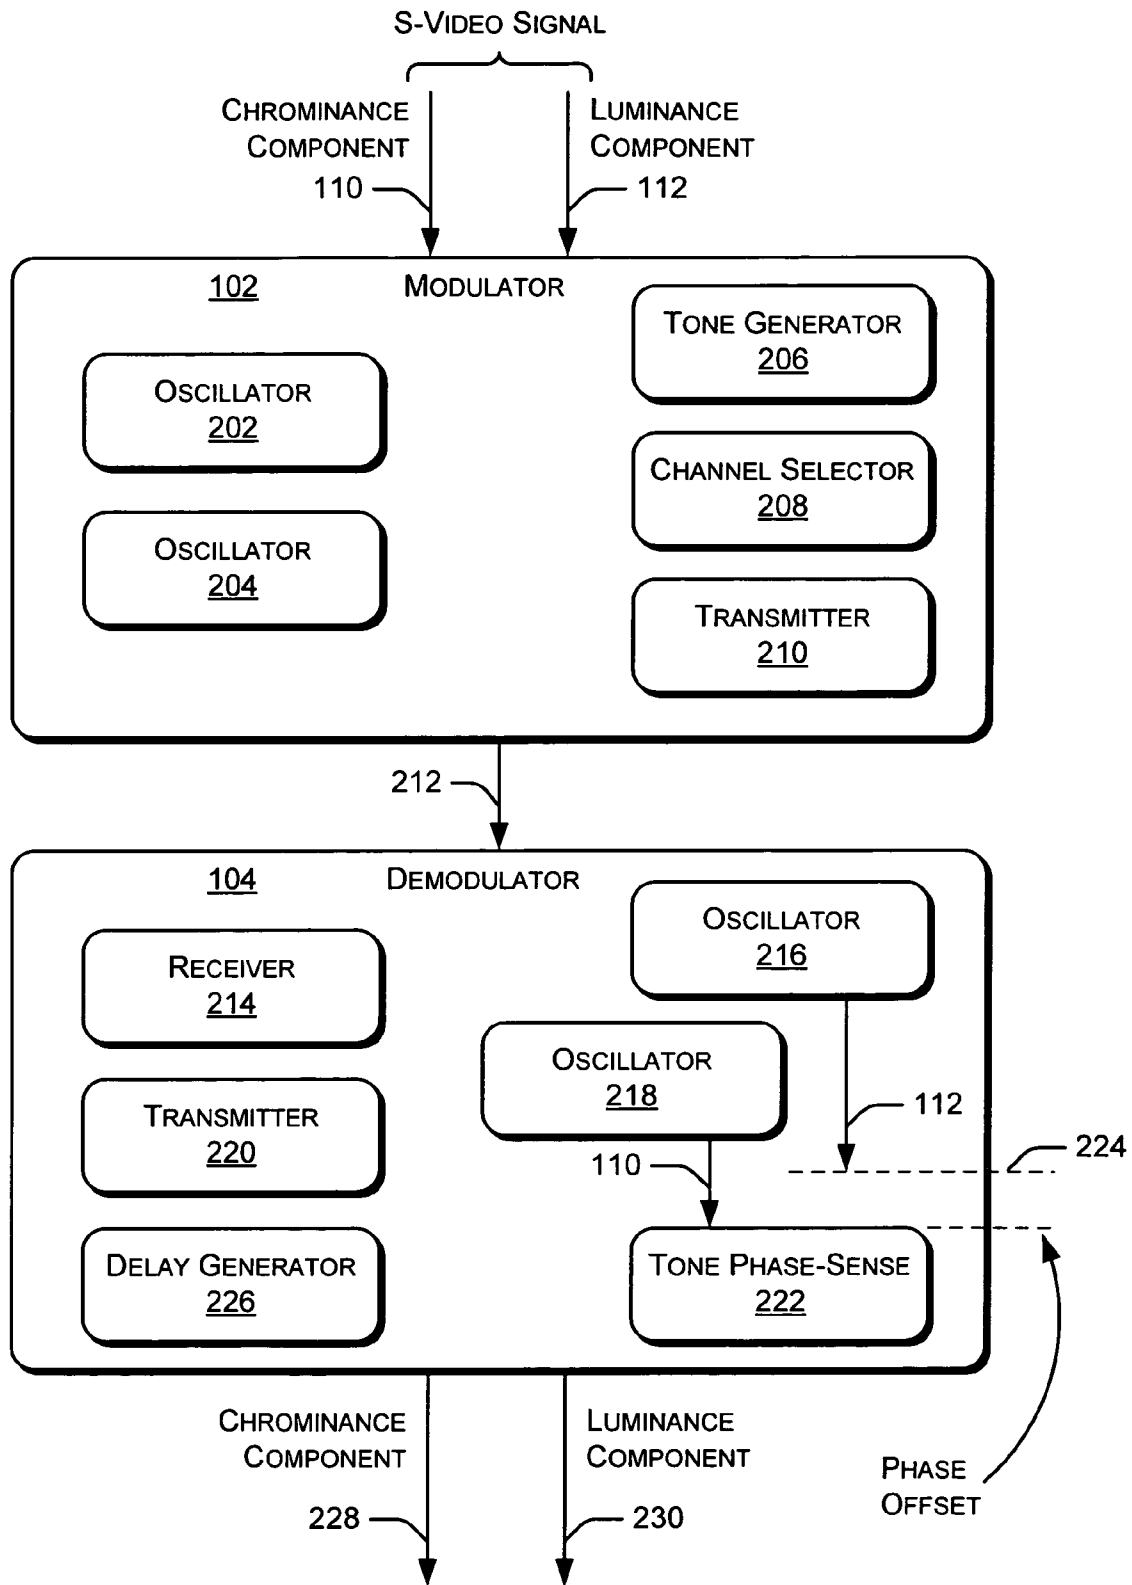 S-VIDEO SIGNAL
CHROMINANCE
COMPONENT
110
LUMINANCE
COMPONENT
112
102
MODULATOR
OSCILLATOR
202
OSCILLATOR
204
TONE GENERATOR
206
CHANNEL SELECTOR
208
TRANSMITTER
210
212
104
DEMODULATOR
RECEIVER
214
TRANSMITTER
220
DELAY GENERATOR
226
OSCILLATOR
216
OSCILLATOR
218
112
110
224
TONE PHASE-SENSE
222
CHROMINANCE
COMPONENT
228
LUMINANCE
COMPONENT
230
PHASE
OFFSET